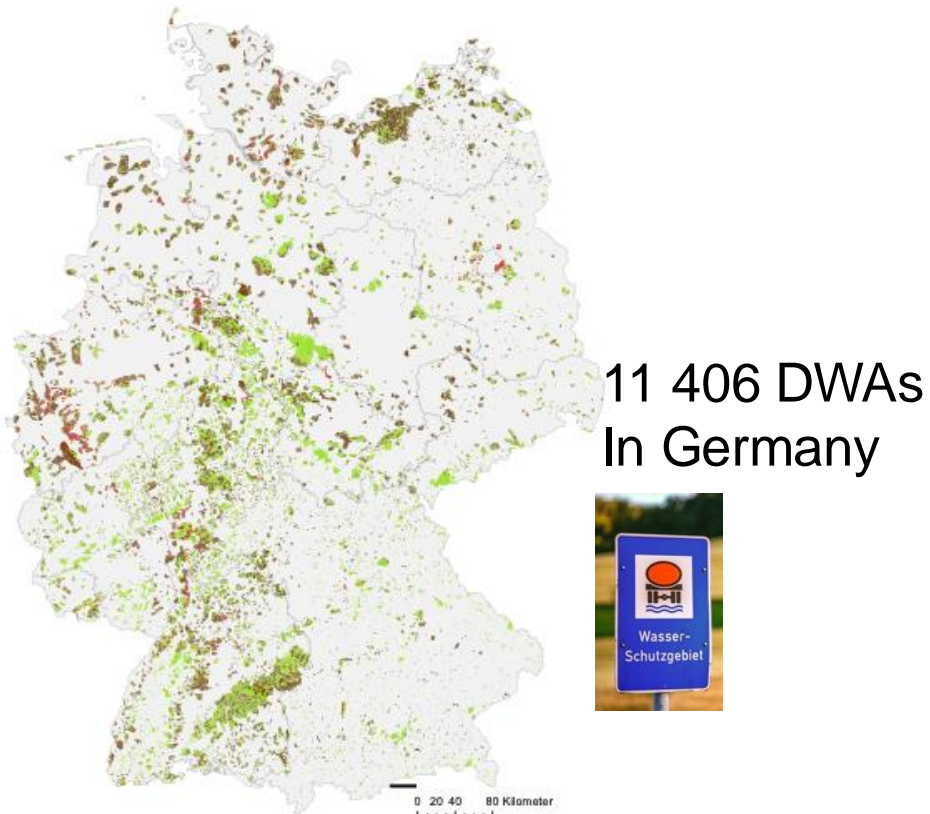 11 406 DWAs
In Germany
Wasser-
Schutzgebiet
0 20 40 80 Kilometer